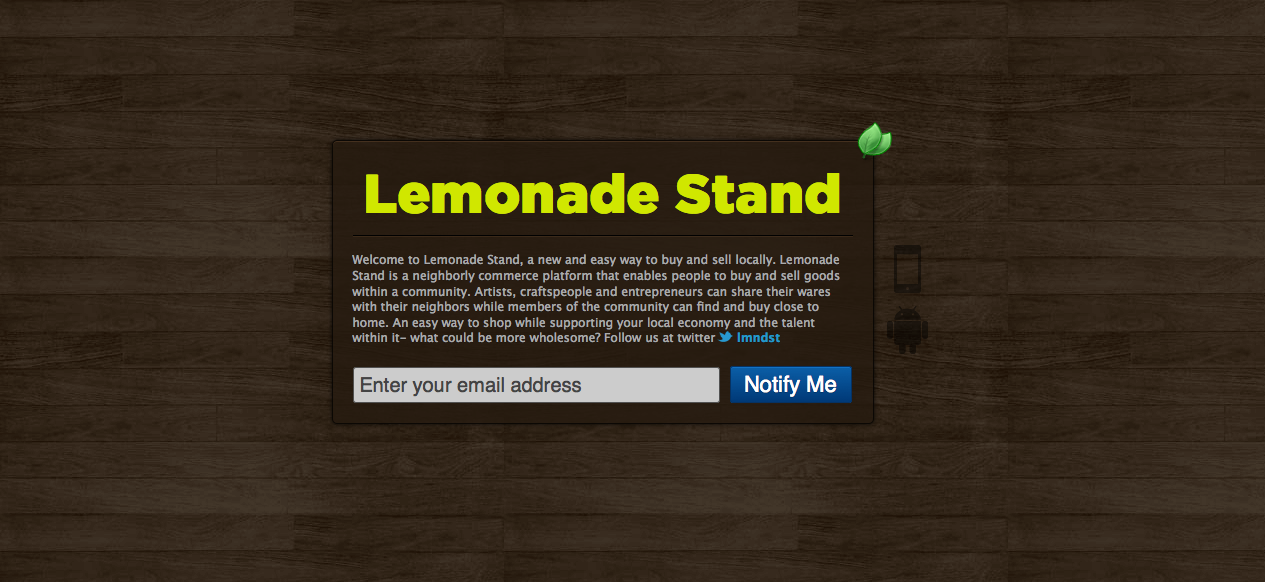 Lemonade Stand
Welcome to Lemonade Stand, a new and easy way to buy and sell locally. Lemonade
Stand is a neighborly commerce platform that enables people to buy and sell goods
within a community. Artists, craftspeople and entrepreneurs can share their wares
with their neighbors while members of the community can find and buy close to
home. An easy way to shop while supporting your local economy and the talent
within it- what could be more wholesome? Follow us at twitter lmndst
Enter your email address
Notify Me